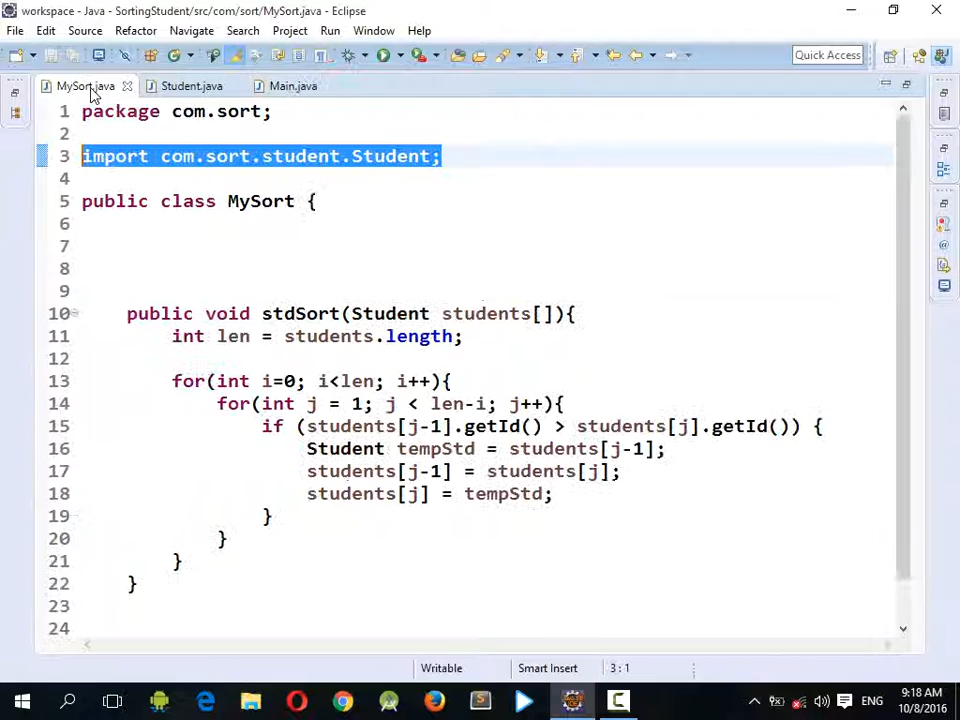 workspace - Java - SortingStudent/src/com/sort/MySort.java - Eclipse
File Edit Source Refactor Navigate Search Project Run Window Help
Quick Access
MySort.java Student.java Main.java
1 package com.sort;
2
3 import com.sort.student.Student;
4
5 public class MySort {
6
7
8
9
10 public void stdSort(Student students[]){
11 int len = students.length;
12
13 for(int i=0; i<len; i++){
14 for(int j = 1; j < len-i; j++){
15 if (students[j-1].getId() > students[j].getId()) {
16 Student tempStd = students[j-1];
17 students[j-1] = students[j];
18 students[j] = tempStd;
19 }
20 }
21 }
22 }
23
24
Writable Smart Insert 3 : 1
ENG 9:18 AM
10/8/2016